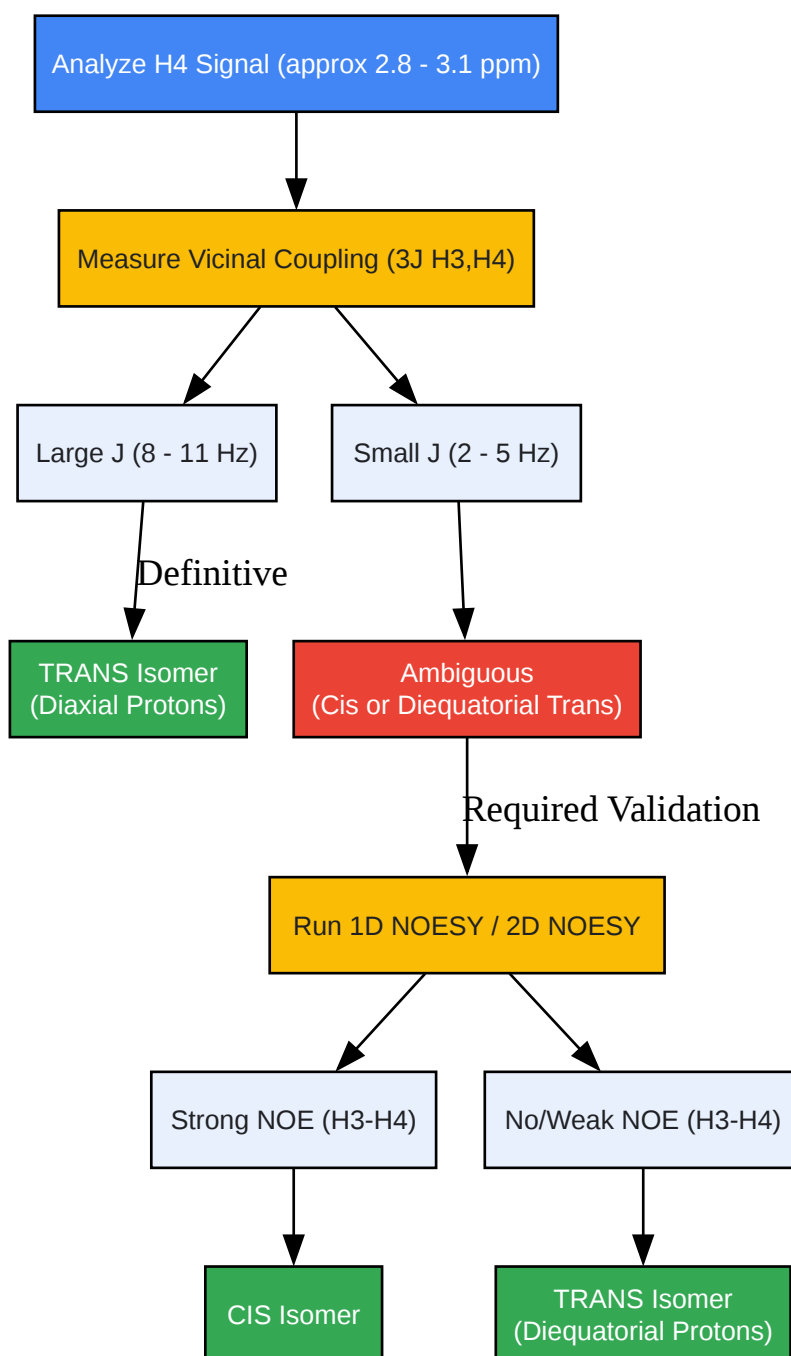 Analyze H4 Signal (approx 2.8 - 3.1 ppm)
Measure Vicinal Coupling (3J H3,H4)
Large J (8 - 11 Hz)
Small J (2 - 5 Hz)
Definitive
TRANS Isomer
(Diaxial Protons)
Ambiguous
(Cis or Diequatorial Trans)
Required Validation
Run 1D NOESY / 2D NOESY
Strong NOE (H3-H4)
No/Weak NOE (H3-H4)
CIS Isomer
TRANS Isomer
(Diequatorial Protons)